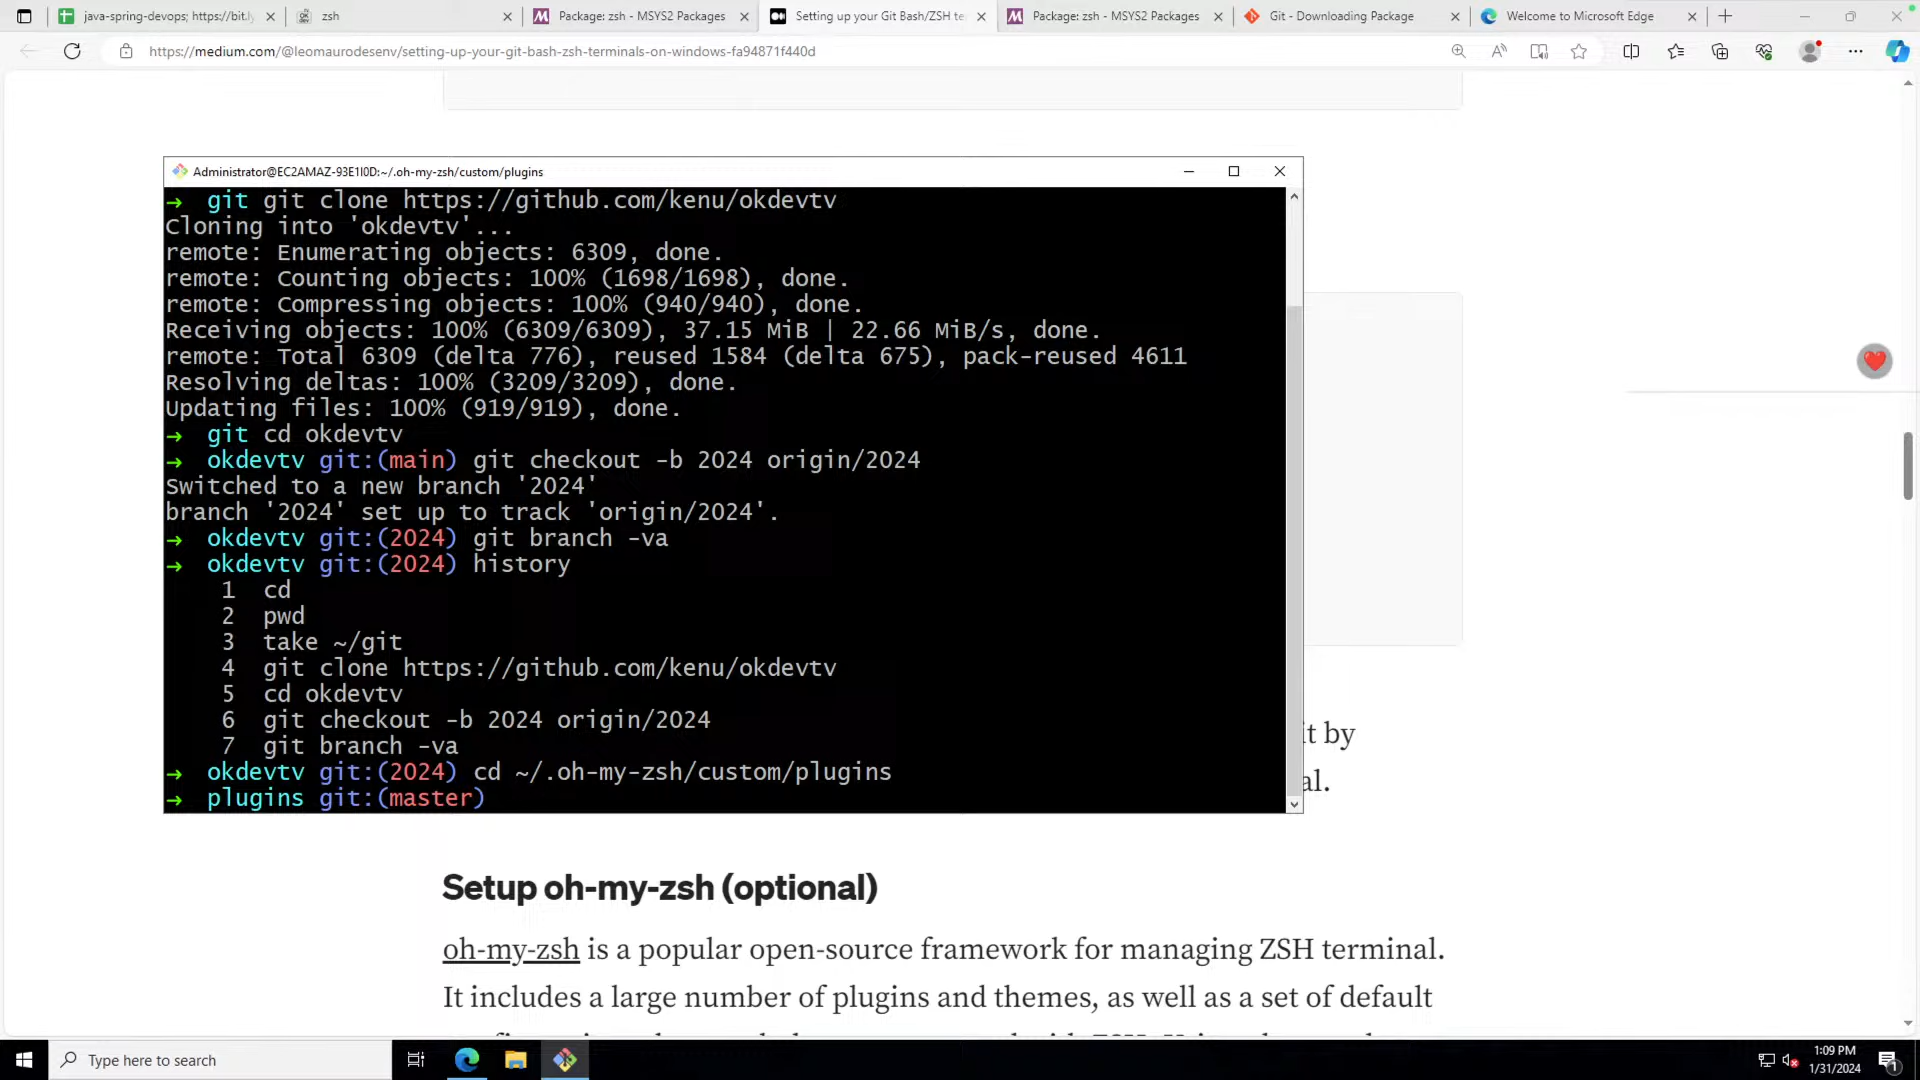 java-spring-devops; https://bit.ly
zsh
Package: zsh - MSYS2 Packages
Setting up your Git Bash/ZSH te
Package: zsh - MSYS2 Packages
Git - Downloading Package
Welcome to Microsoft Edge
https://medium.com/@leomaurodesenv/setting-up-your-git-bash-zsh-terminals-on-windows-fa94871f440d
Administrator@EC2AMAZ-93E1I0D:~/.oh-my-zsh/custom/plugins
→ git git clone https://github.com/kenu/okdevtv
Cloning into 'okdevtv'...
remote: Enumerating objects: 6309, done.
remote: Counting objects: 100% (1698/1698), done.
remote: Compressing objects: 100% (940/940), done.
Receiving objects: 100% (6309/6309), 37.15 MiB | 22.66 MiB/s, done.
remote: Total 6309 (delta 776), reused 1584 (delta 675), pack-reused 4611
Resolving deltas: 100% (3209/3209), done.
Updating files: 100% (919/919), done.
→ git cd okdevtv
→ okdevtv git:(main) git checkout -b 2024 origin/2024
Switched to a new branch '2024'
branch '2024' set up to track 'origin/2024'.
→ okdevtv git:(2024) git branch -va
→ okdevtv git:(2024) history
1 cd
2 pwd
3 take ~/git
4 git clone https://github.com/kenu/okdevtv
5 cd okdevtv
6 git checkout -b 2024 origin/2024
7 git branch -va
→ okdevtv git:(2024) cd ~/.oh-my-zsh/custom/plugins
→ plugins git:(master)
it by
al.
Setup oh-my-zsh (optional)
oh-my-zsh is a popular open-source framework for managing ZSH terminal.
It includes a large number of plugins and themes, as well as a set of default
Type here to search
1:09 PM
1/31/2024
1